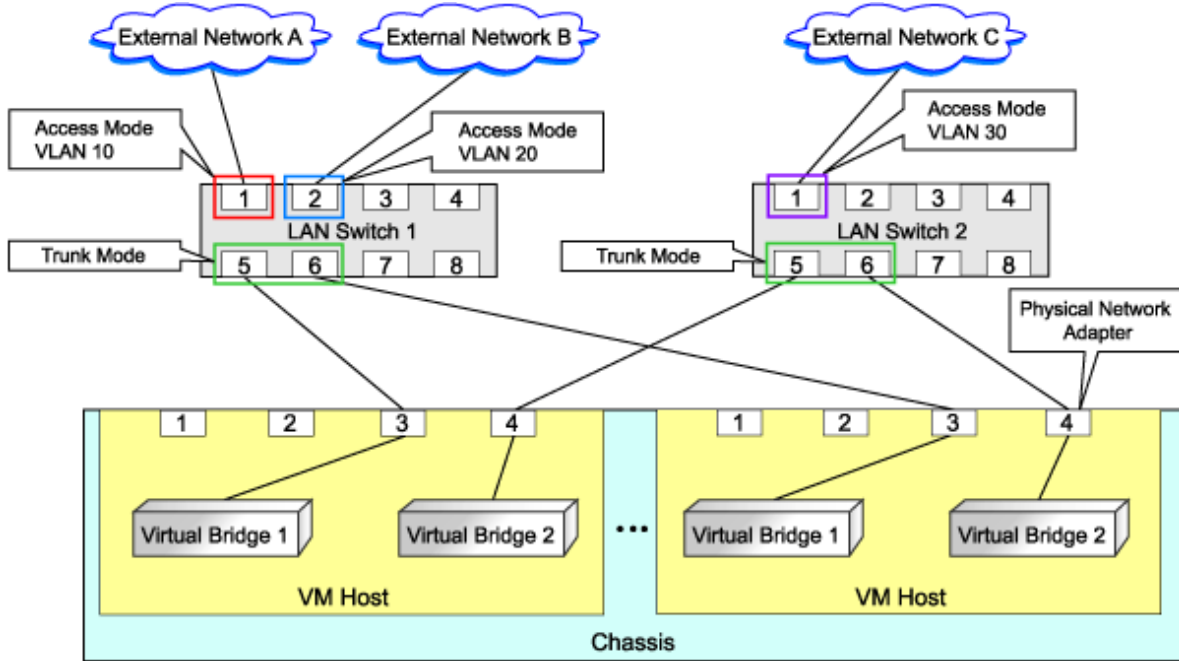 External Network A
External Network B
External Network C
Access Mode
VLAN 10
Access Mode
VLAN 20
Access Mode
VLAN 30
1 2 3 4
LAN Switch 1
5 6 7 8
Trunk Mode
1 2 3 4
LAN Switch 2
5 6 7 8
Trunk Mode
Physical Network
Adapter
1 2 3 4
Virtual Bridge 1
Virtual Bridge 2
VM Host
...
1 2 3 4
Virtual Bridge 1
Virtual Bridge 2
VM Host
Chassis